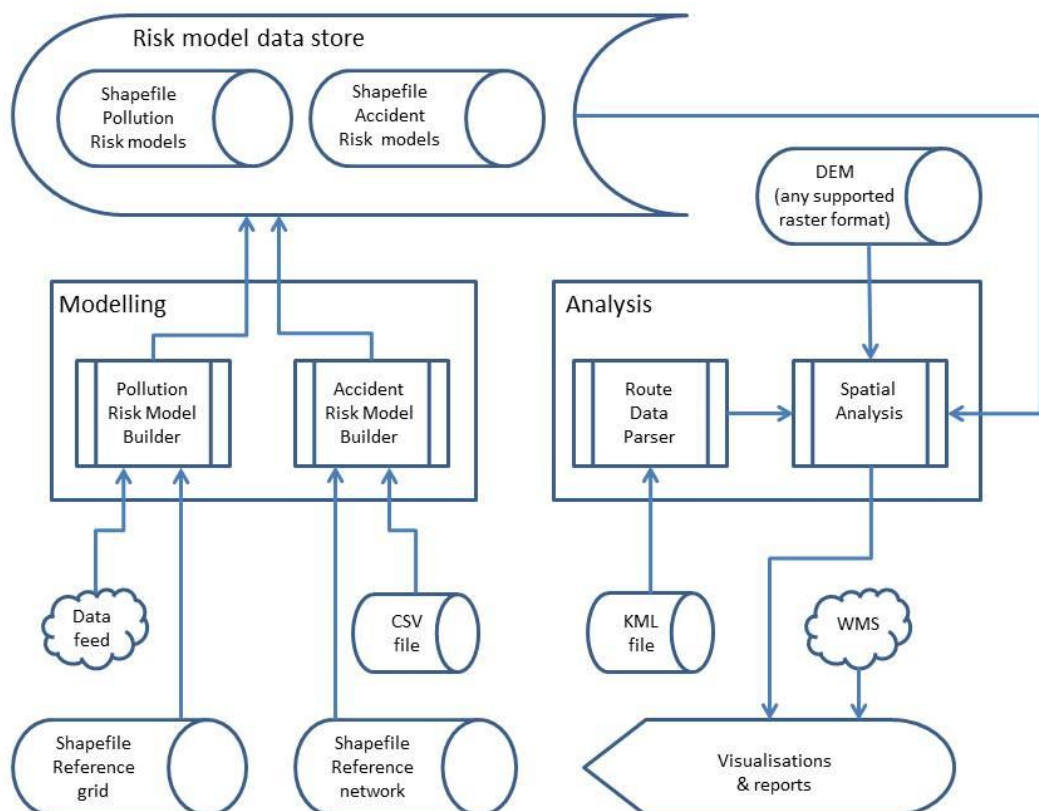 Risk model data store
Shapefile
Pollution
Risk models
Shapefile
Accident
Risk models
DEM
(any supported
raster format)
Modelling
Pollution
Risk Model
Builder
Accident
Risk Model
Builder
Analysis
Route
Data
Parser
Spatial
Analysis
Data
feed
CSV
file
KML
file
WMS
Shapefile
Reference
grid
Shapefile
Reference
network
Visualisations
& reports